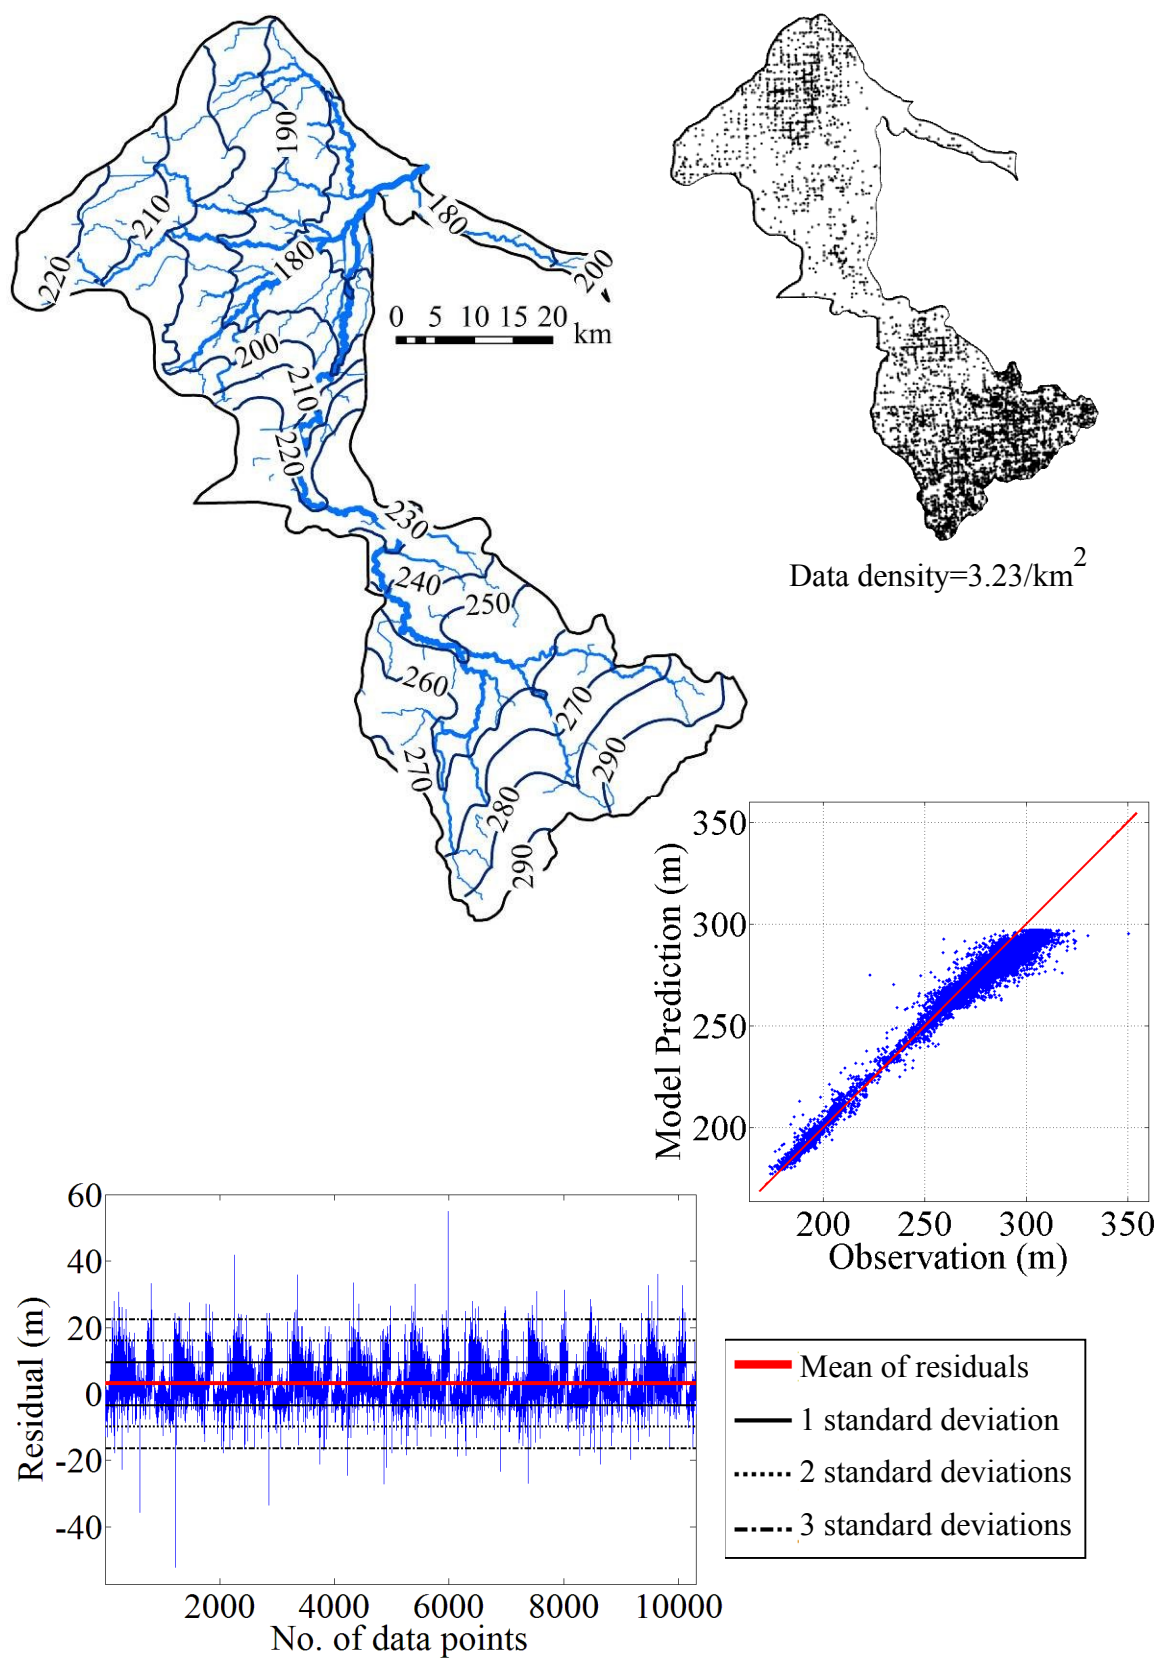 190
210
220
180
180
200
0 5 10 15 20
km
200
210
220
230
240
250
260
270
270
290
280
290
Data density=3.23/km2
350
300
250
200
Model Prediction (m)
200 250 300 350
Observation (m)
60
40
20
0
-20
-40
Residual (m)
2000 4000 6000 8000 10000
No. of data points
Mean of residuals
1 standard deviation
2 standard deviations
3 standard deviations